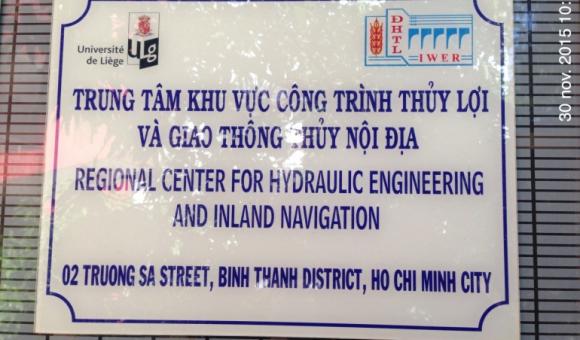 Université
de Liège
ULg
DHTL
IWER
TRUNG TÂM KHU VỰC CÔNG TRÌNH THỦY LỢI
VÀ GIAO THÔNG THỦY NỘI ĐỊA
REGIONAL CENTER FOR HYDRAULIC ENGINEERING
AND INLAND NAVIGATION
02 TRUONG SA STREET, BINH THANH DISTRICT, HO CHI MINH CITY
30 nov. 2015 10: